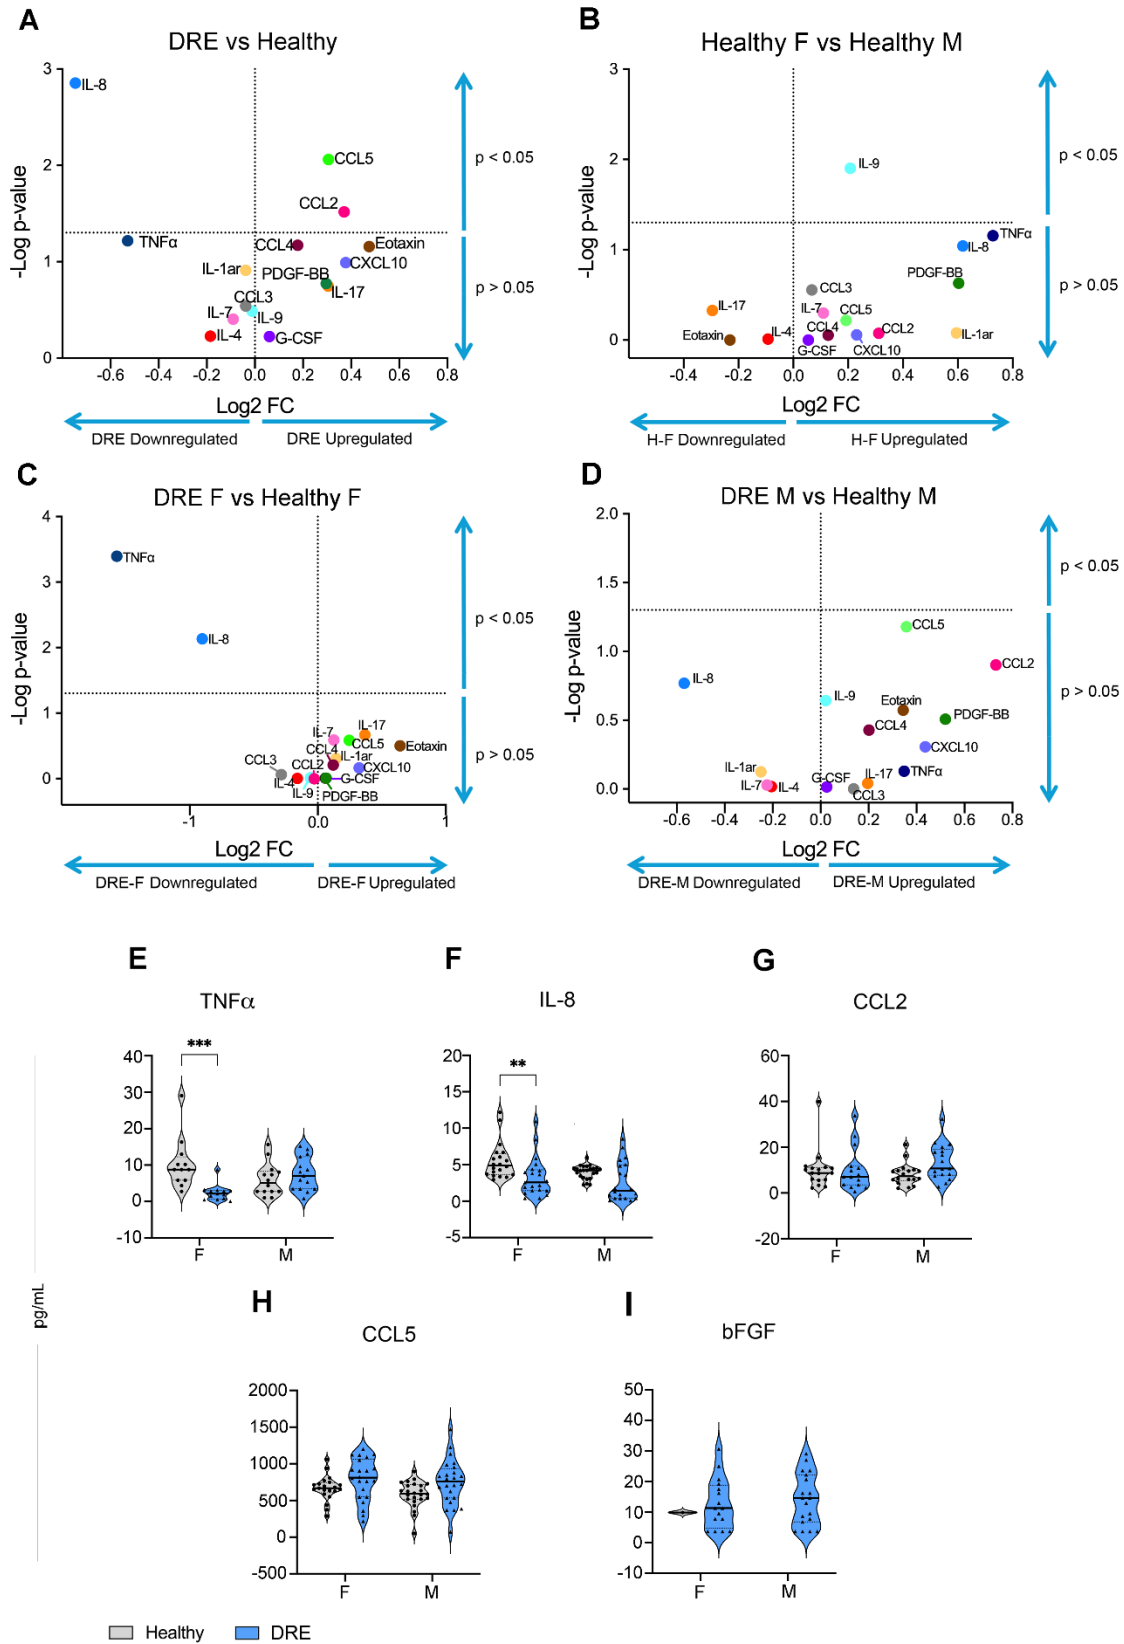 A
DRE vs Healthy
3
2
1
0
-Log p-value
IL-8
CCL5
CCL2
TNFα
CCL4
Eotaxin
IL-1ar
CXCL10
PDGF-BB
IL-17
CCL3
IL-7
IL-9
IL-4
G-CSF
-0.6 -0.4 -0.2 0.0 0.2 0.4 0.6 0.8
Log2 FC
DRE Downregulated
DRE Upregulated
p < 0.05
p > 0.05
B
Healthy F vs Healthy M
3
2
1
0
-Log p-value
IL-9
TNFα
IL-8
PDGF-BB
CCL3
IL-17
IL-7
CCL5
Eotaxin
IL-4
CCL4
CCL2
IL-1ar
G-CSF
CXCL10
-0.4 -0.2 0.0 0.2 0.4 0.6 0.8
Log2 FC
H-F Downregulated
H-F Upregulated
p < 0.05
p > 0.05
C
DRE F vs Healthy F
4
3
2
1
0
-Log p-value
TNFα
IL-8
IL-7
IL-17
CCL5
Eotaxin
CCL4
IL-1ar
CCL3
CCL2
CXCL10
IL-4
G-CSF
IL-9
PDGF-BB
-1 0.0 1
Log2 FC
DRE-F Downregulated
DRE-F Upregulated
p < 0.05
p > 0.05
D
DRE M vs Healthy M
2.0
1.5
1.0
0.5
0.0
-Log p-value
CCL5
CCL2
IL-8
IL-9
Eotaxin
PDGF-BB
CCL4
CXCL10
IL-1ar
TNFα
G-CSF
IL-17
IL-7
IL-4
CCL3
-0.6 -0.4 -0.2 0.0 0.2 0.4 0.6 0.8
Log2 FC
DRE-M Downregulated
DRE-M Upregulated
p < 0.05
p > 0.05
pg/mL
E
TNFα
***
40
30
20
10
0
-10
F M
F
IL-8
**
20
15
10
5
0
-5
F M
G
CCL2
60
40
20
0
-20
F M
H
CCL5
2000
1500
1000
500
0
-500
F M
I
bFGF
50
40
30
20
10
0
-10
F M
Healthy
DRE